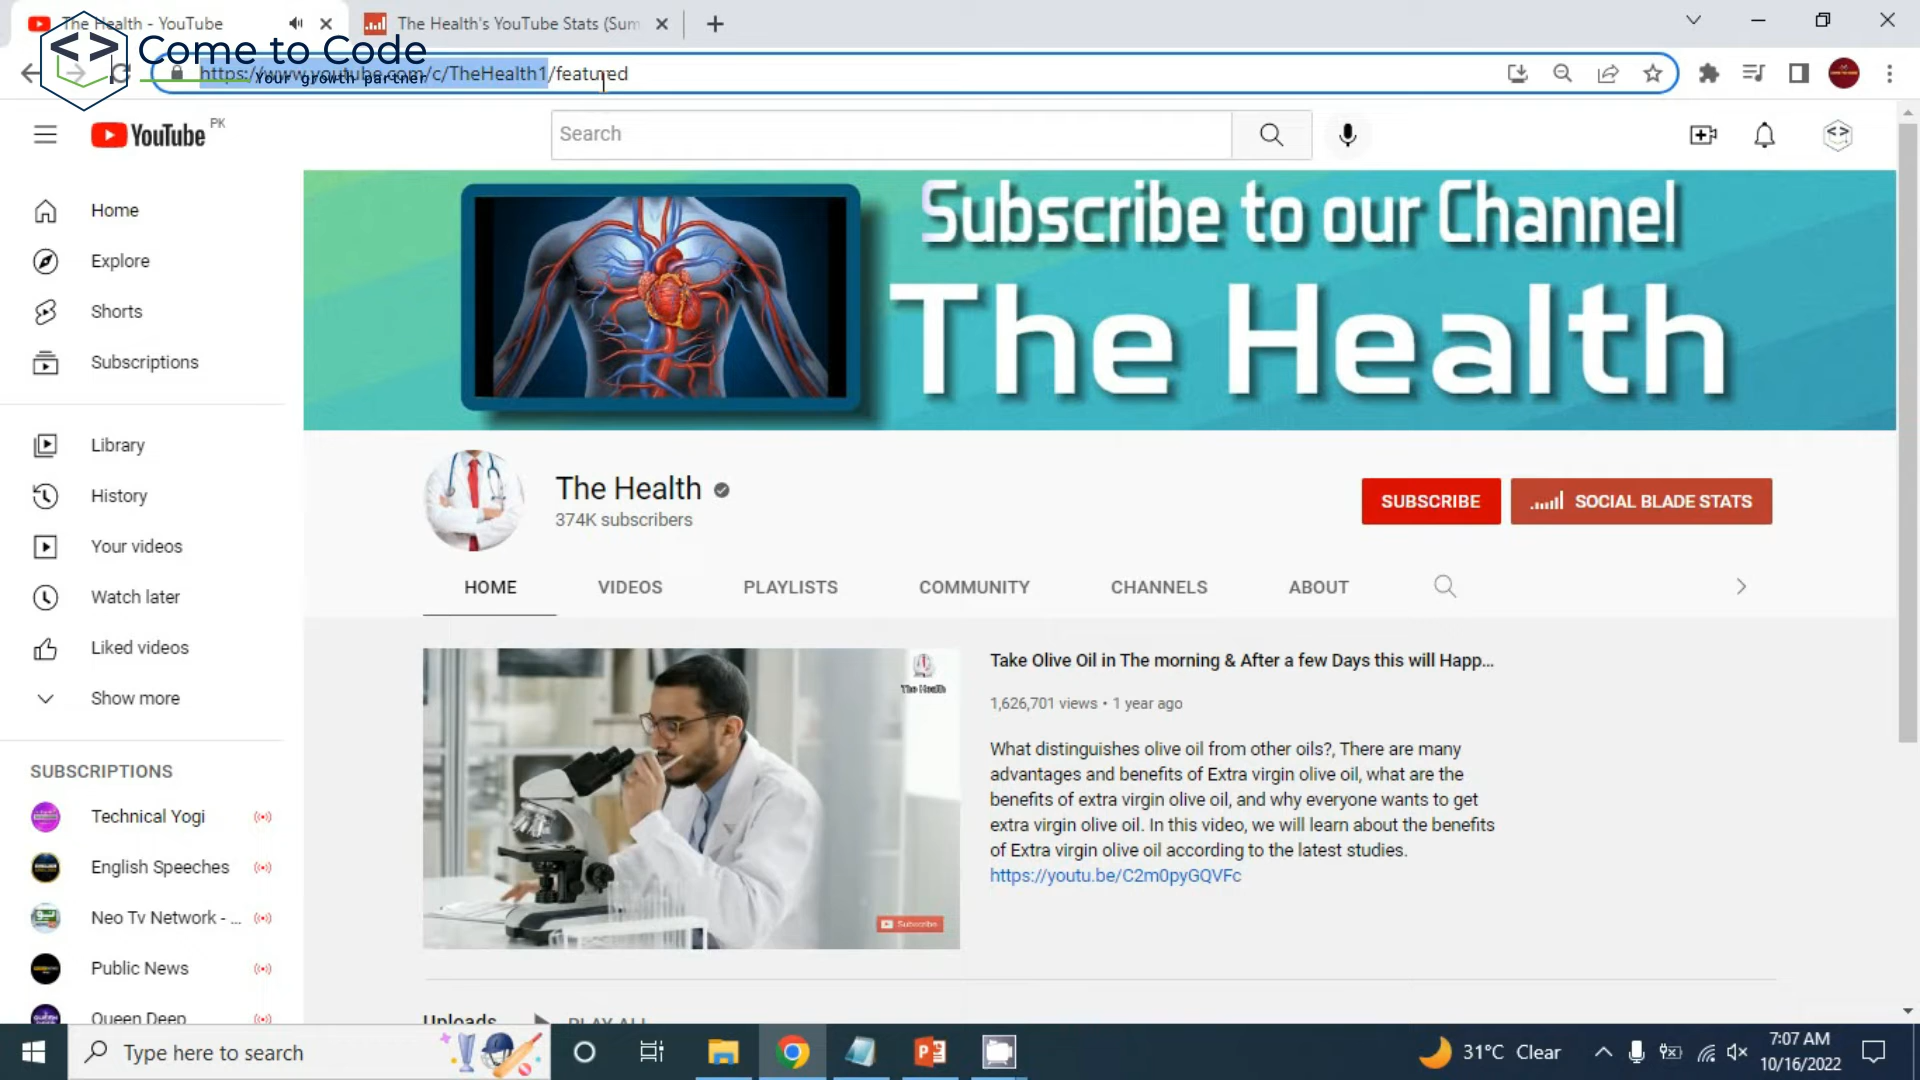 The Health - YouTube
The Health's YouTube Stats (Sum
Come to Code
Your growth partner
https://www.youtube.com/c/TheHealth1/featured
YouTube PK
Search
Home
Explore
Shorts
Subscriptions
Library
History
Your videos
Watch later
Liked videos
Show more
SUBSCRIPTIONS
Technical Yogi
English Speeches
Neo Tv Network - ...
Public News
Queen Deep
Subscribe to our Channel
The Health
The Health
374K subscribers
SUBSCRIBE
SOCIAL BLADE STATS
HOME
VIDEOS
PLAYLISTS
COMMUNITY
CHANNELS
ABOUT
The Health
Subscribe
Take Olive Oil in The morning & After a few Days this will Happ...
1,626,701 views • 1 year ago
What distinguishes olive oil from other oils?, There are many
advantages and benefits of Extra virgin olive oil, what are the
benefits of extra virgin olive oil, and why everyone wants to get
extra virgin olive oil. In this video, we will learn about the benefits
of Extra virgin olive oil according to the latest studies.
https://youtu.be/C2m0pyGQVFc
Uploads
PLAY ALL
Type here to search
31°C Clear
7:07 AM
10/16/2022